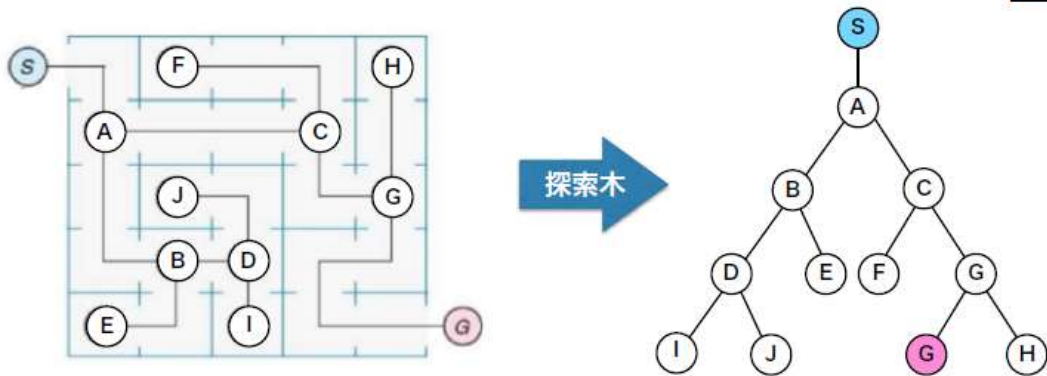 S F H
A C
J G
B D
E I G
探索木
S
A
B C
D E F G
I J G H